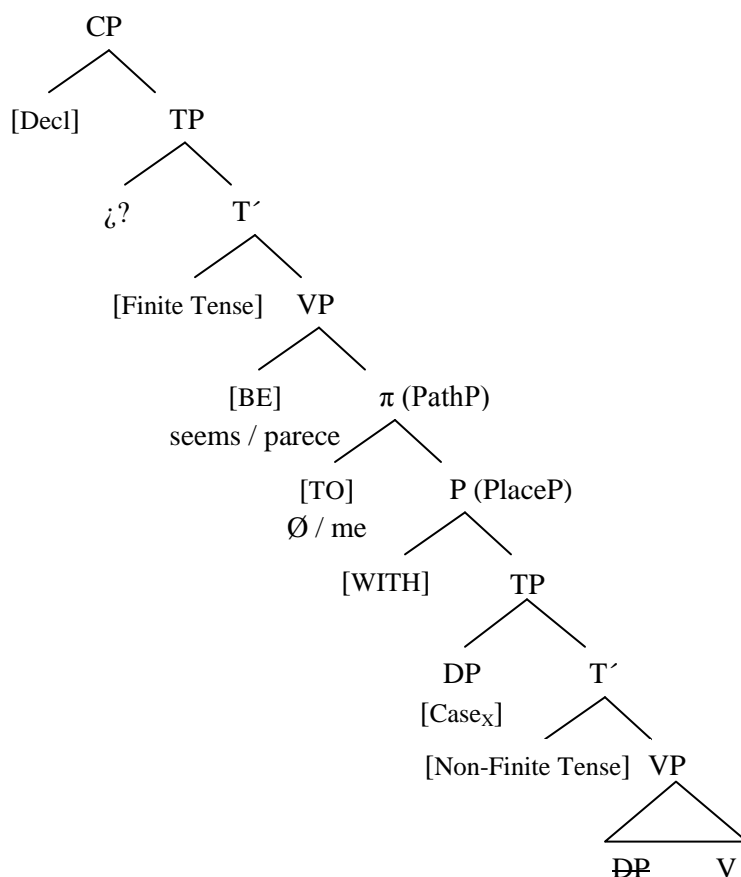 CP
[Decl] TP
¿? T´
[Finite Tense] VP
[BE] π (PathP)
seems / parece
[TO] P (PlaceP)
Ø / me
[WITH] TP
DP T´
[CaseX]
[Non-Finite Tense] VP
DP V